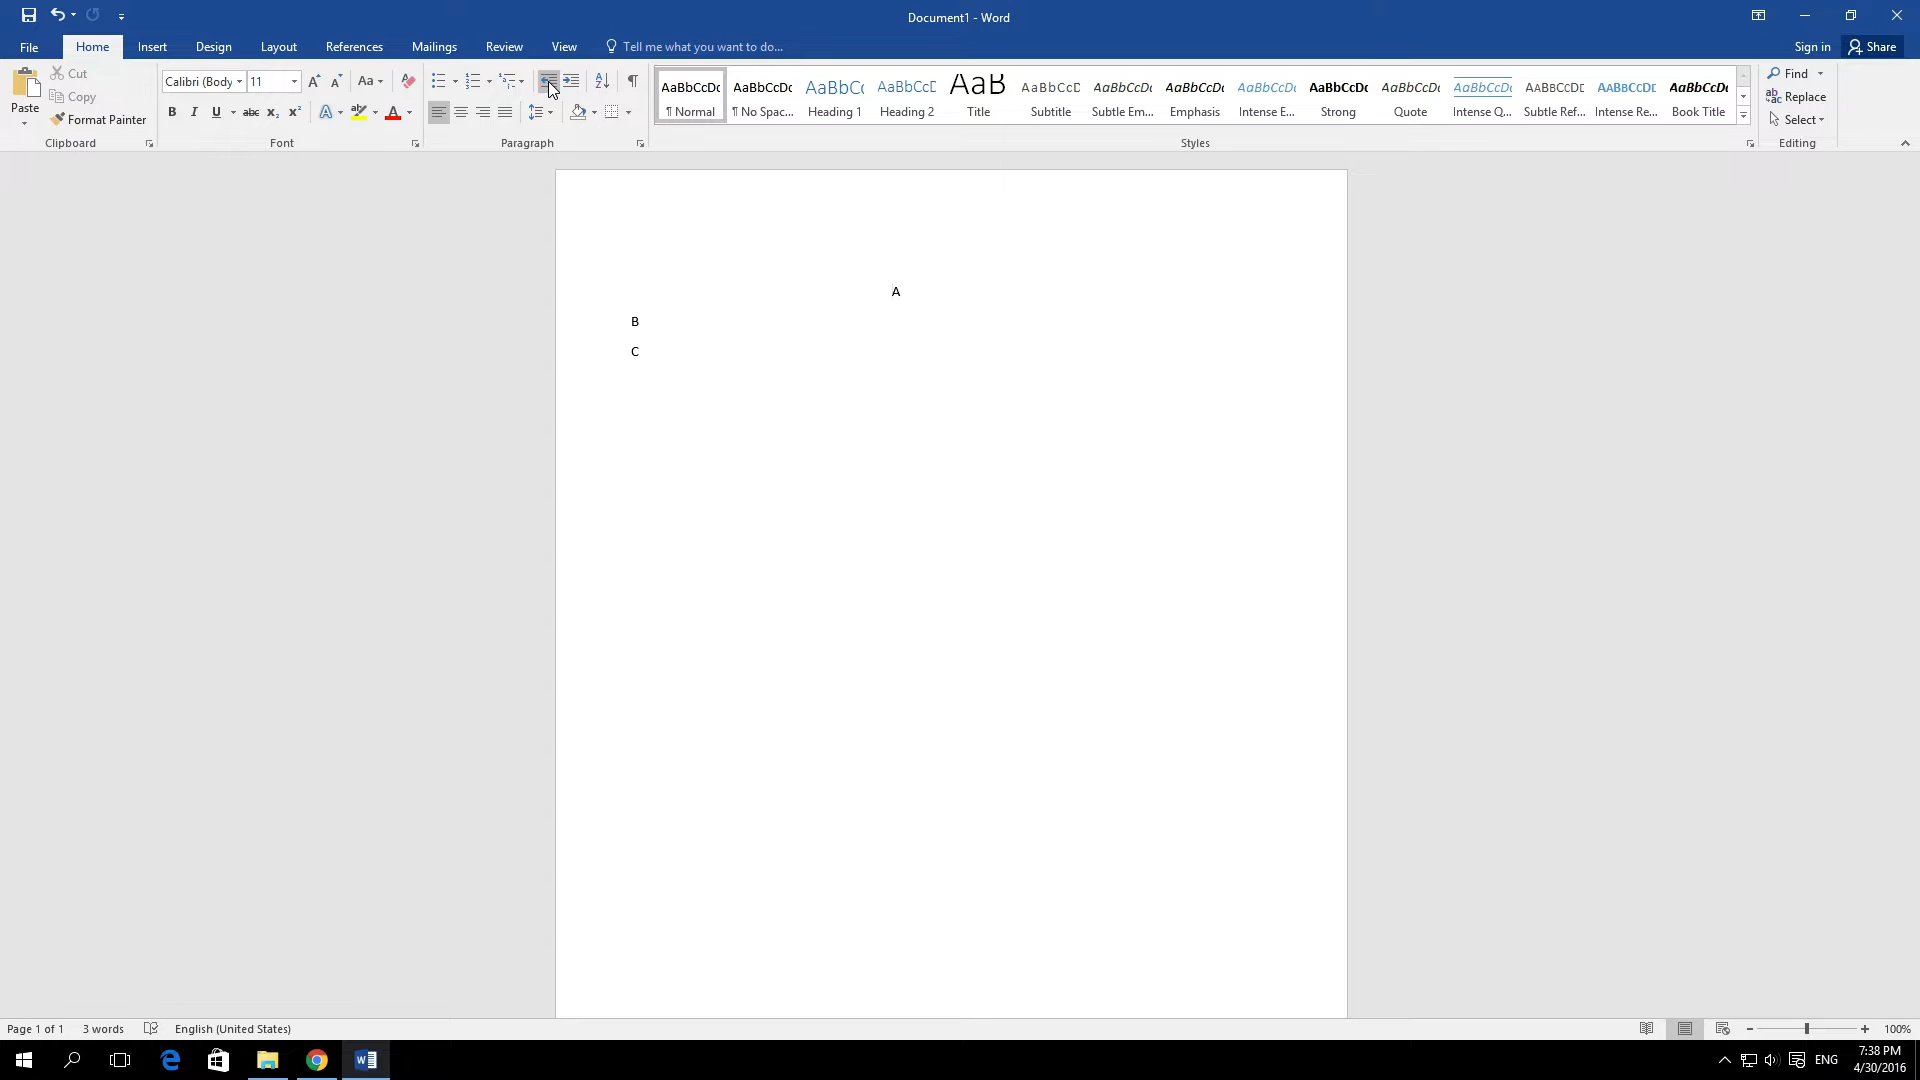 Document1 - Word
File Home Insert Design Layout References Mailings Review View Tell me what you want to do... Sign in Share
Paste
Cut
Copy
Format Painter
Clipboard
Calibri (Body 11 Aa
B I U abc x₂ x² A ab A
Font
Paragraph
AaBbCcDc AaBbCcDc AaBbCc AaBbCcD AaB AaBbCcD AaBbCcDc AaBbCcDc AaBbCcDc AaBbCcDc AaBbCcDc AaBbCcDc AABBCCDD AABBCCDD AaBbCcDc
¶ Normal ¶ No Spac... Heading 1 Heading 2 Title Subtitle Subtle Em... Emphasis Intense E... Strong Quote Intense Q... Subtle Ref... Intense Re... Book Title
Styles
Find
Replace
Select
Editing
A
B
C
Page 1 of 1 3 words English (United States) 100%
ENG
7:38 PM
4/30/2016